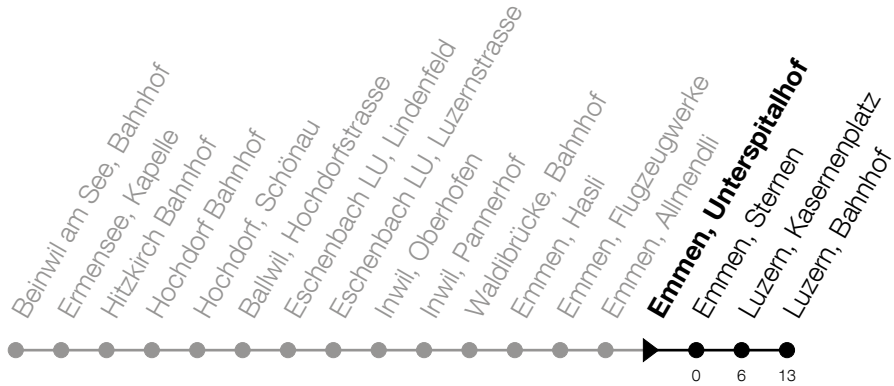 Beinwil am See, Bahnhof
Ermensee, Kapelle
Hitzkirch Bahnhof
Hochdorf Bahnhof
Hochdorf, Schönau
Ballwil, Hochdorfstrasse
Eschenbach LU, Lindenfeld
Eschenbach LU, Luzernstrasse
Inwil, Oberhofen
Inwil, Pannerhof
Waldibrücke, Bahnhof
Emmen, Hasli
Emmen, Flugzeugwerke
Emmen, Allmendli
Emmen, Unterspitalhof
Emmen, Sternen
Luzern, Kasernenplatz
Luzern, Bahnhof
0 6 13